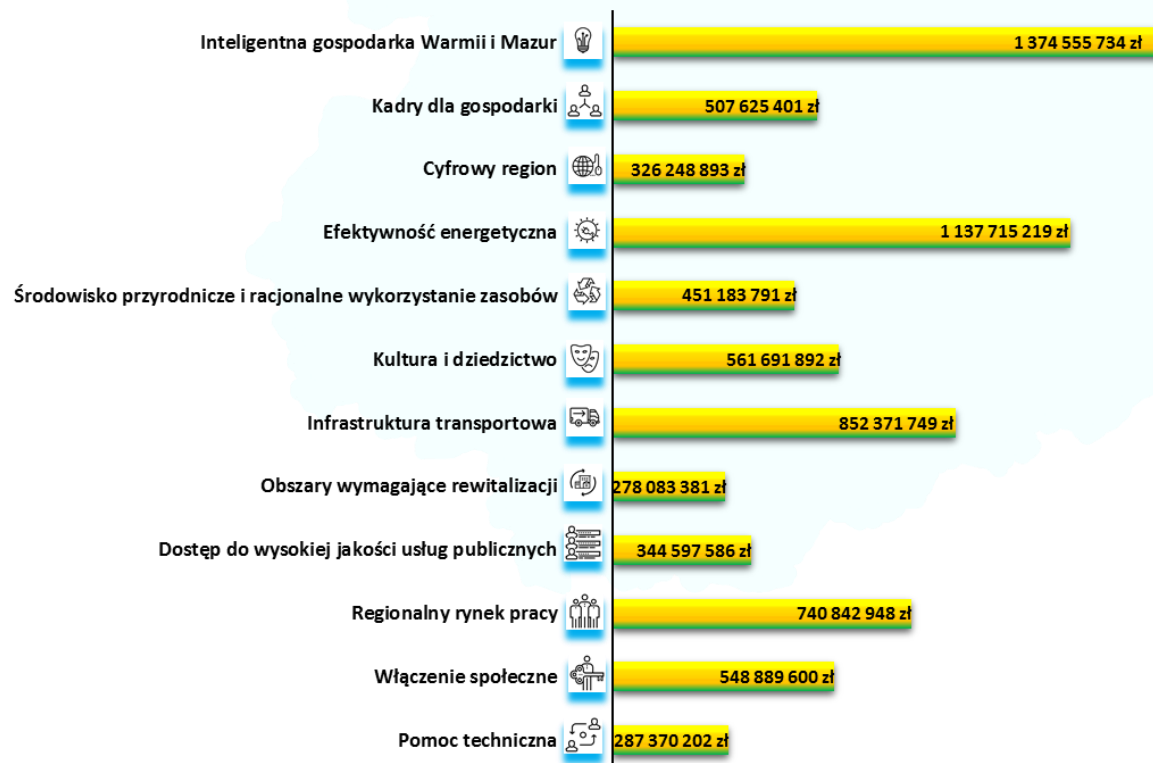 Inteligentna gospodarka Warmii i Mazur 1 374 555 734 zł
Kadry dla gospodarki 507 625 401 zł
Cyfrowy region 326 248 893 zł
Efektywność energetyczna 1 137 715 219 zł
Środowisko przyrodnicze i racjonalne wykorzystanie zasobów 451 183 791 zł
Kultura i dziedzictwo 561 691 892 zł
Infrastruktura transportowa 852 371 749 zł
Obszary wymagające rewitalizacji 278 083 381 zł
Dostęp do wysokiej jakości usług publicznych 344 597 586 zł
Regionalny rynek pracy 740 842 948 zł
Włączenie społeczne 548 889 600 zł
Pomoc techniczna 287 370 202 zł